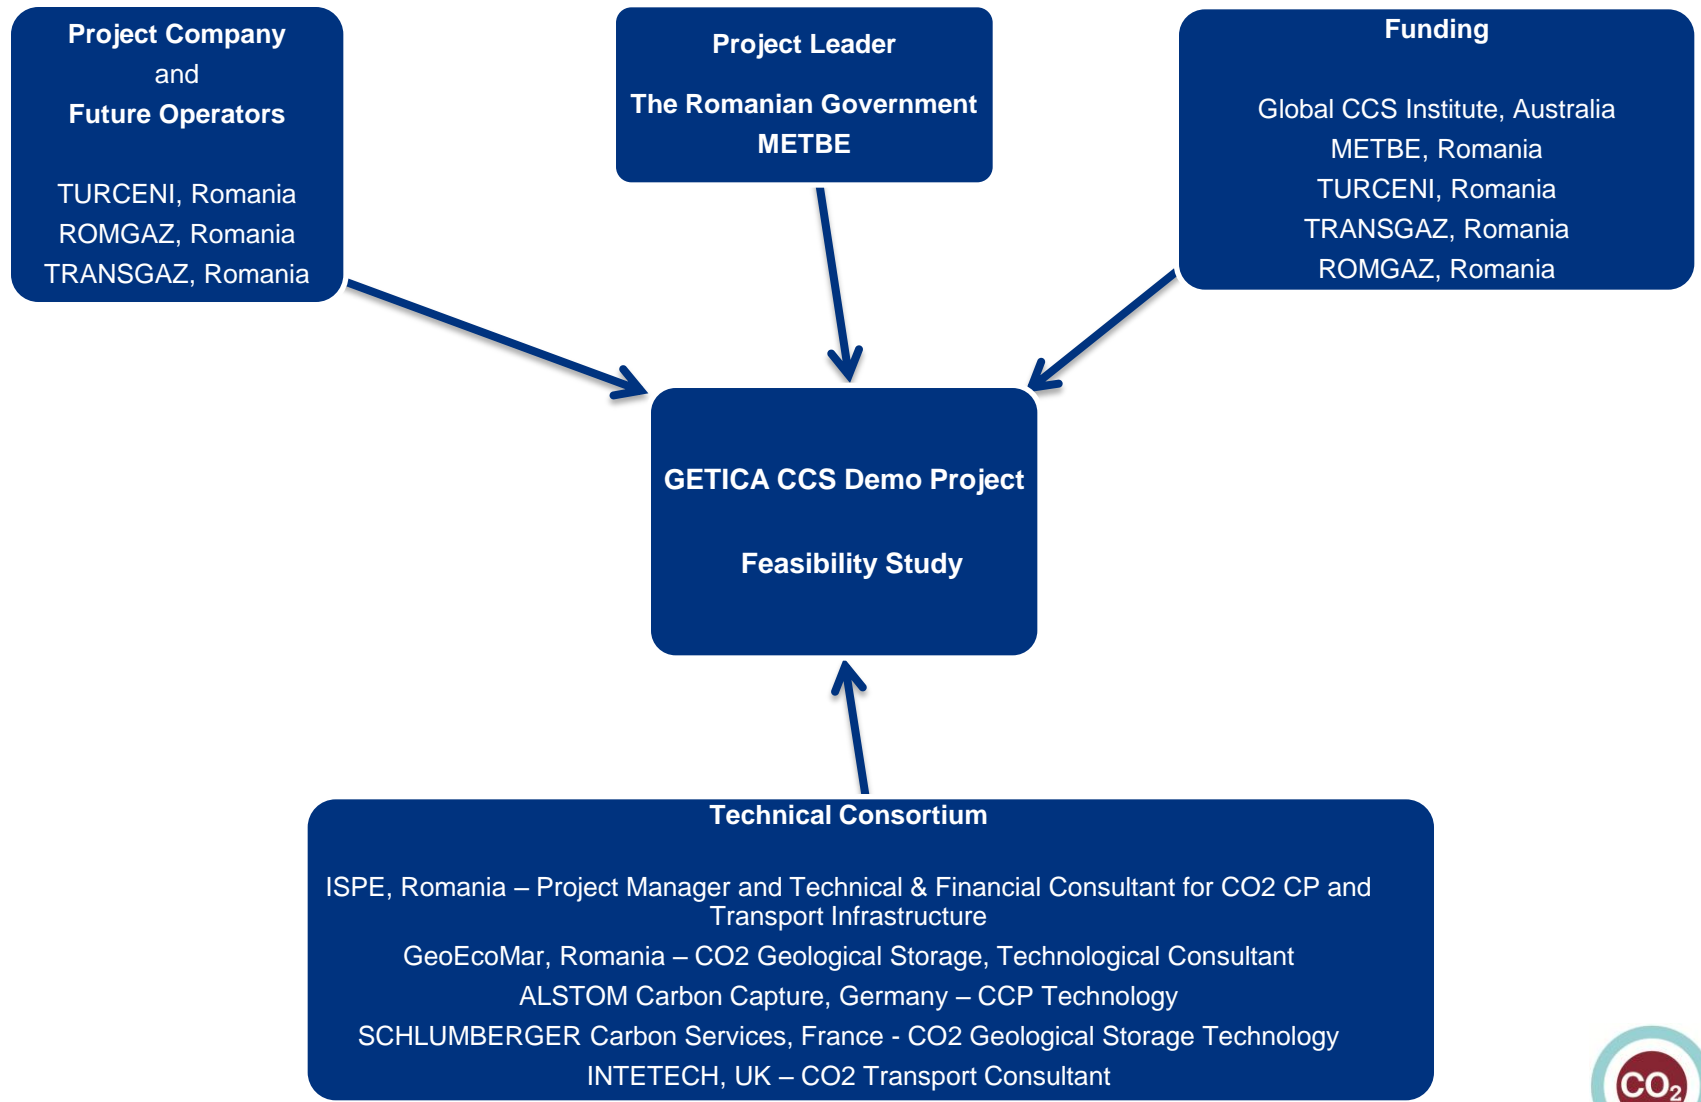 Project Company
and
Future Operators
TURCENI, Romania
ROMGAZ, Romania
TRANSGAZ, Romania
Project Leader
The Romanian Government
METBE
Funding
Global CCS Institute, Australia
METBE, Romania
TURCENI, Romania
TRANSGAZ, Romania
ROMGAZ, Romania
GETICA CCS Demo Project
Feasibility Study
Technical Consortium
ISPE, Romania – Project Manager and Technical & Financial Consultant for CO2 CP and
Transport Infrastructure
GeoEcoMar, Romania – CO2 Geological Storage, Technological Consultant
ALSTOM Carbon Capture, Germany – CCP Technology
SCHLUMBERGER Carbon Services, France - CO2 Geological Storage Technology
INTETECH, UK – CO2 Transport Consultant
CO₂